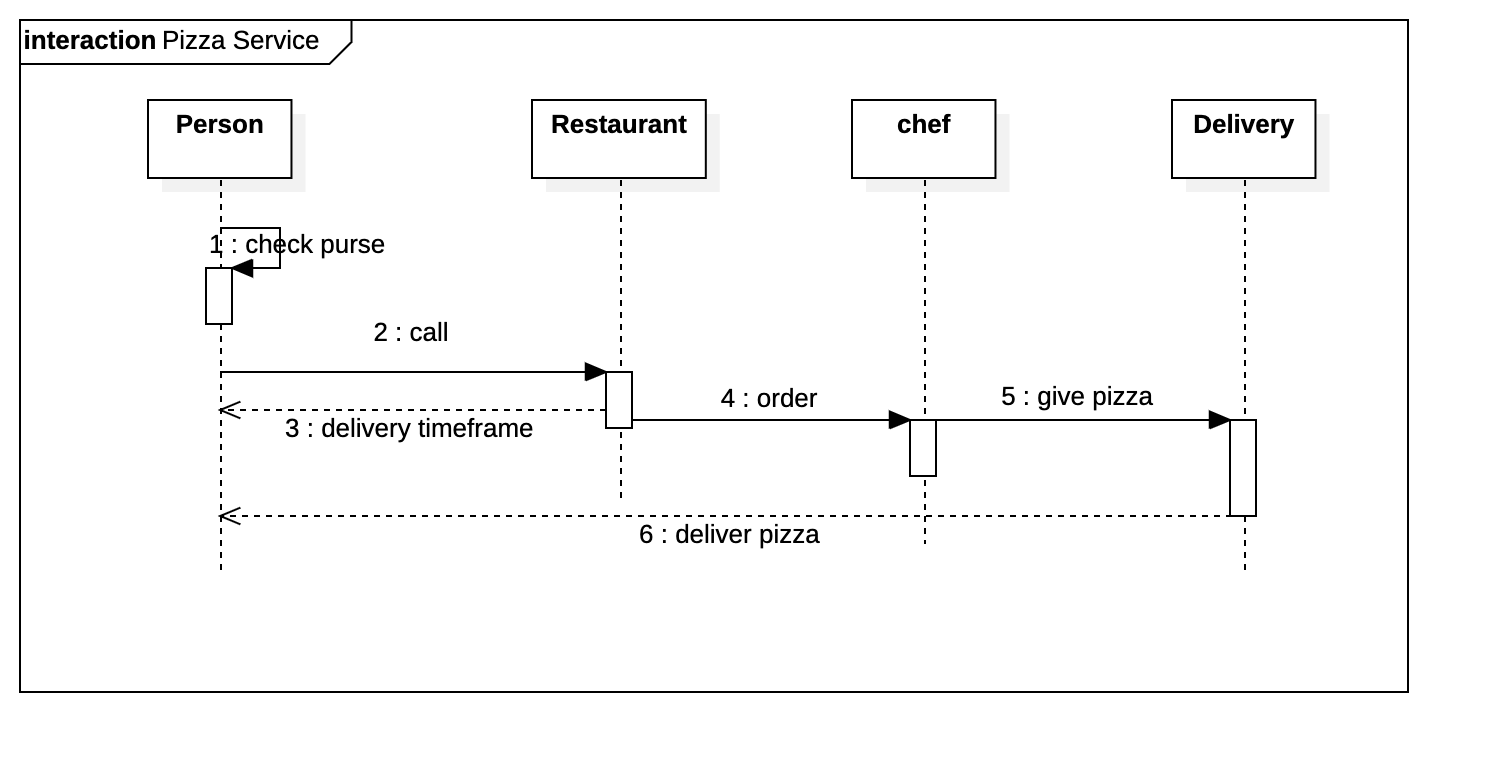 interaction Pizza Service
Person
Restaurant
chef
Delivery
1 : check purse
2 : call
3 : delivery timeframe
4 : order
5 : give pizza
6 : deliver pizza